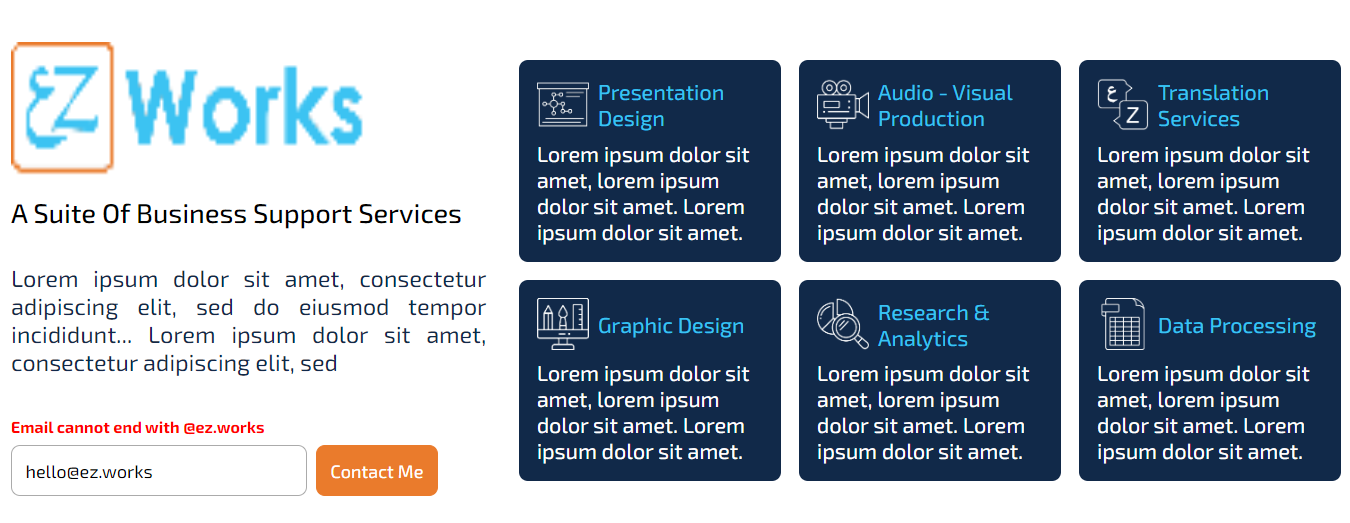 EZ Works
A Suite Of Business Support Services
Lorem ipsum dolor sit amet, consectetur
adipiscing elit, sed do eiusmod tempor
incididunt... Lorem ipsum dolor sit amet,
consectetur adipiscing elit, sed
Email cannot end with @ez.works
hello@ez.works
Contact Me
Presentation
Design
Lorem ipsum dolor sit
amet, lorem ipsum
dolor sit amet. Lorem
ipsum dolor sit amet.
Audio - Visual
Production
Lorem ipsum dolor sit
amet, lorem ipsum
dolor sit amet. Lorem
ipsum dolor sit amet.
ع
Z
Translation
Services
Lorem ipsum dolor sit
amet, lorem ipsum
dolor sit amet. Lorem
ipsum dolor sit amet.
Graphic Design
Lorem ipsum dolor sit
amet, lorem ipsum
dolor sit amet. Lorem
ipsum dolor sit amet.
Research &
Analytics
Lorem ipsum dolor sit
amet, lorem ipsum
dolor sit amet. Lorem
ipsum dolor sit amet.
Data Processing
Lorem ipsum dolor sit
amet, lorem ipsum
dolor sit amet. Lorem
ipsum dolor sit amet.